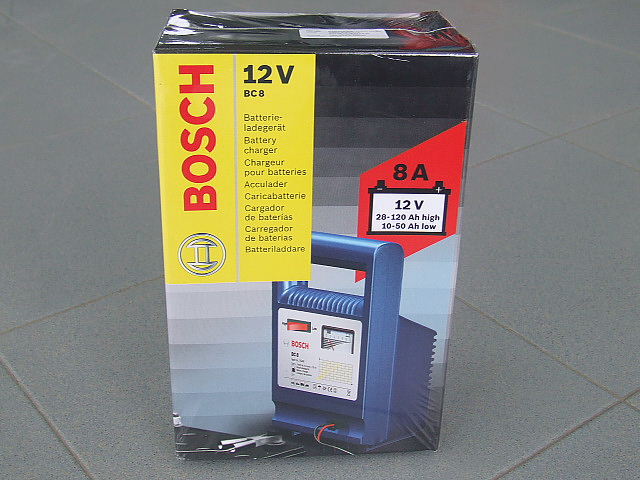 BOSCH
12 V
BC 8
Batterie-
ladegerät
Battery
charger
Chargeur
pour batteries
Acculader
Caricabatterie
Cargador
de baterías
Carregador
de baterias
Batteriladdare
8 A
12 V
28-120 Ah high
10-50 Ah low
BOSCH
BC 8